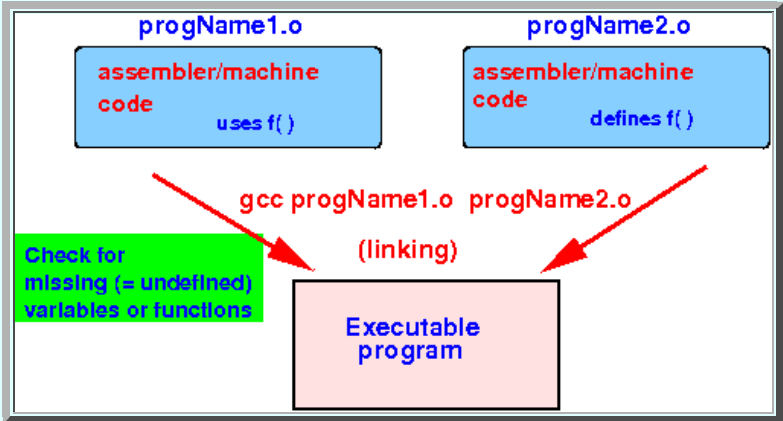 progName1.o
progName2.o
assembler/machine
code
uses f( )
assembler/machine
code
defines f( )
gcc progName1.o  progName2.o
(linking)
Check for
missing (= undefined)
variables or functions
Executable
program